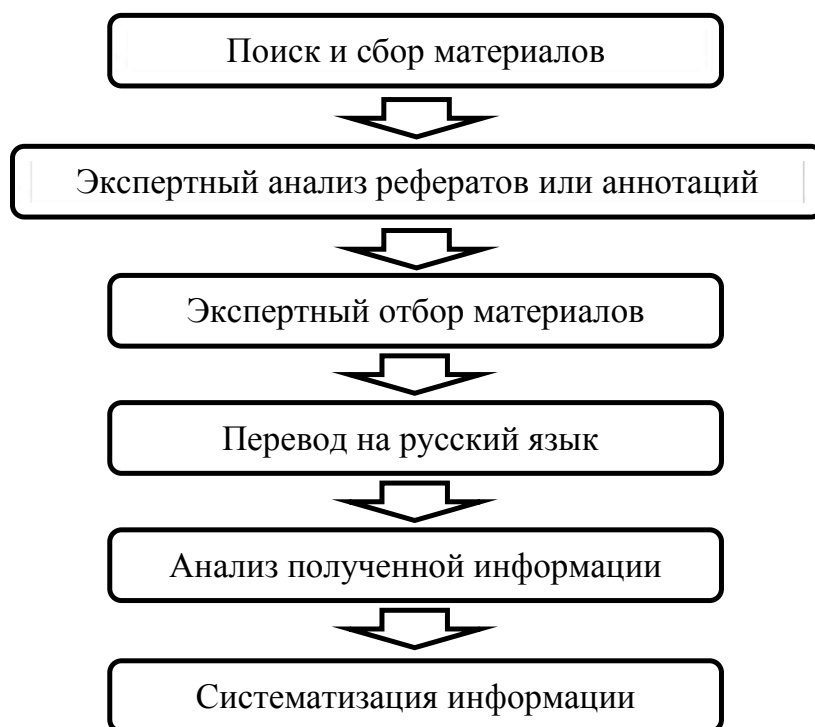 Поиск и сбор материалов
Экспертный анализ рефератов или аннотаций
Экспертный отбор материалов
Перевод на русский язык
Анализ полученной информации
Систематизация информации